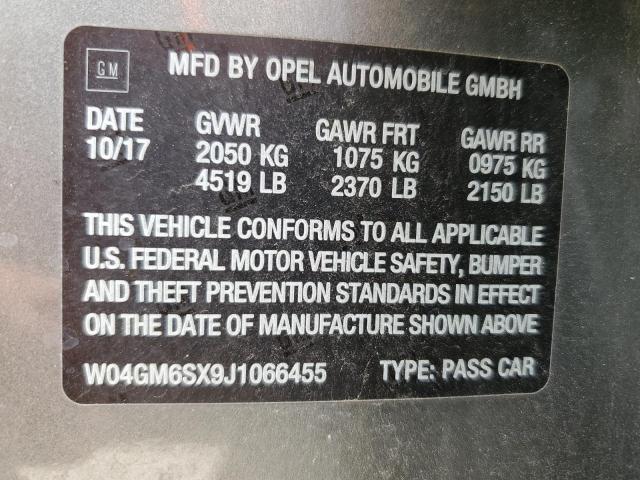 GM
MFD BY OPEL AUTOMOBILE GMBH
DATE GVWR GAWR FRT GAWR RR
10/17 2050 KG 1075 KG 0975 KG
4519 LB 2370 LB 2150 LB
THIS VEHICLE CONFORMS TO ALL APPLICABLE
U.S. FEDERAL MOTOR VEHICLE SAFETY, BUMPER
AND THEFT PREVENTION STANDARDS IN EFFECT
ON THE DATE OF MANUFACTURE SHOWN ABOVE
W04GM6SX9J1066455 TYPE: PASS CAR